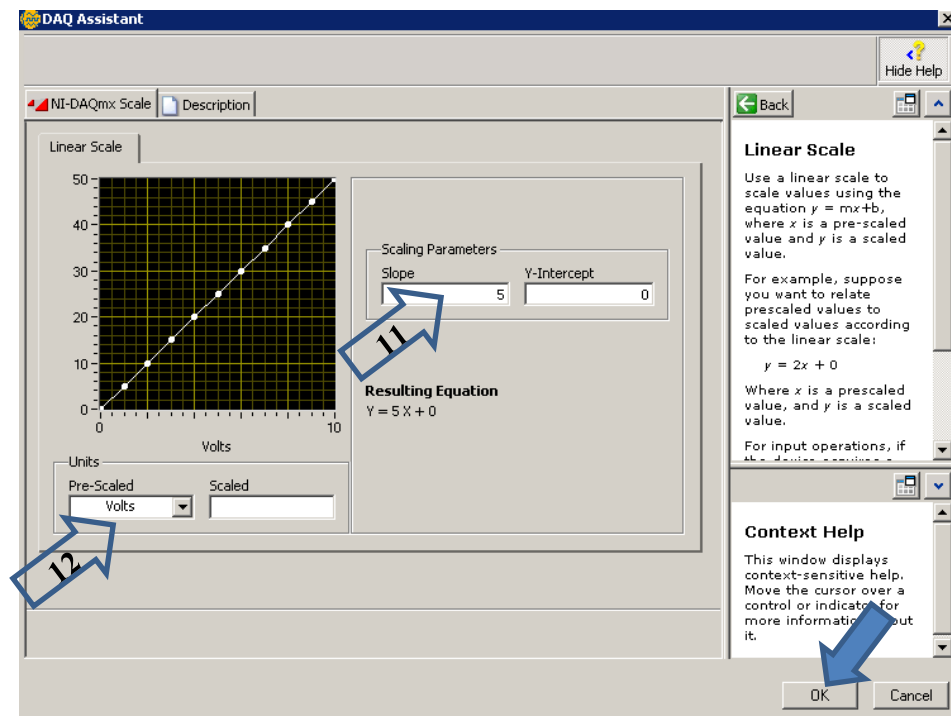 DAQ Assistant
Hide Help
NI-DAQmx Scale
Description
Linear Scale
50
40
30
20
10
0
0
10
Volts
Units
Pre-Scaled
Scaled
Volts
12
Scaling Parameters
Slope
Y-Intercept
5
0
11
Resulting Equation
Y = 5 X + 0
Back
Linear Scale
Use a linear scale to
scale values using the
equation y = mx+b,
where x is a pre-scaled
value and y is a scaled
value.
For example, suppose
you want to relate
prescaled values to
scaled values according
to the linear scale:
y = 2x + 0
Where x is a prescaled
value, and y is a scaled
value.
For input operations, if
Context Help
This window displays
context-sensitive help.
Move the cursor over a
control or indicator for
more information
it.
OK
Cancel